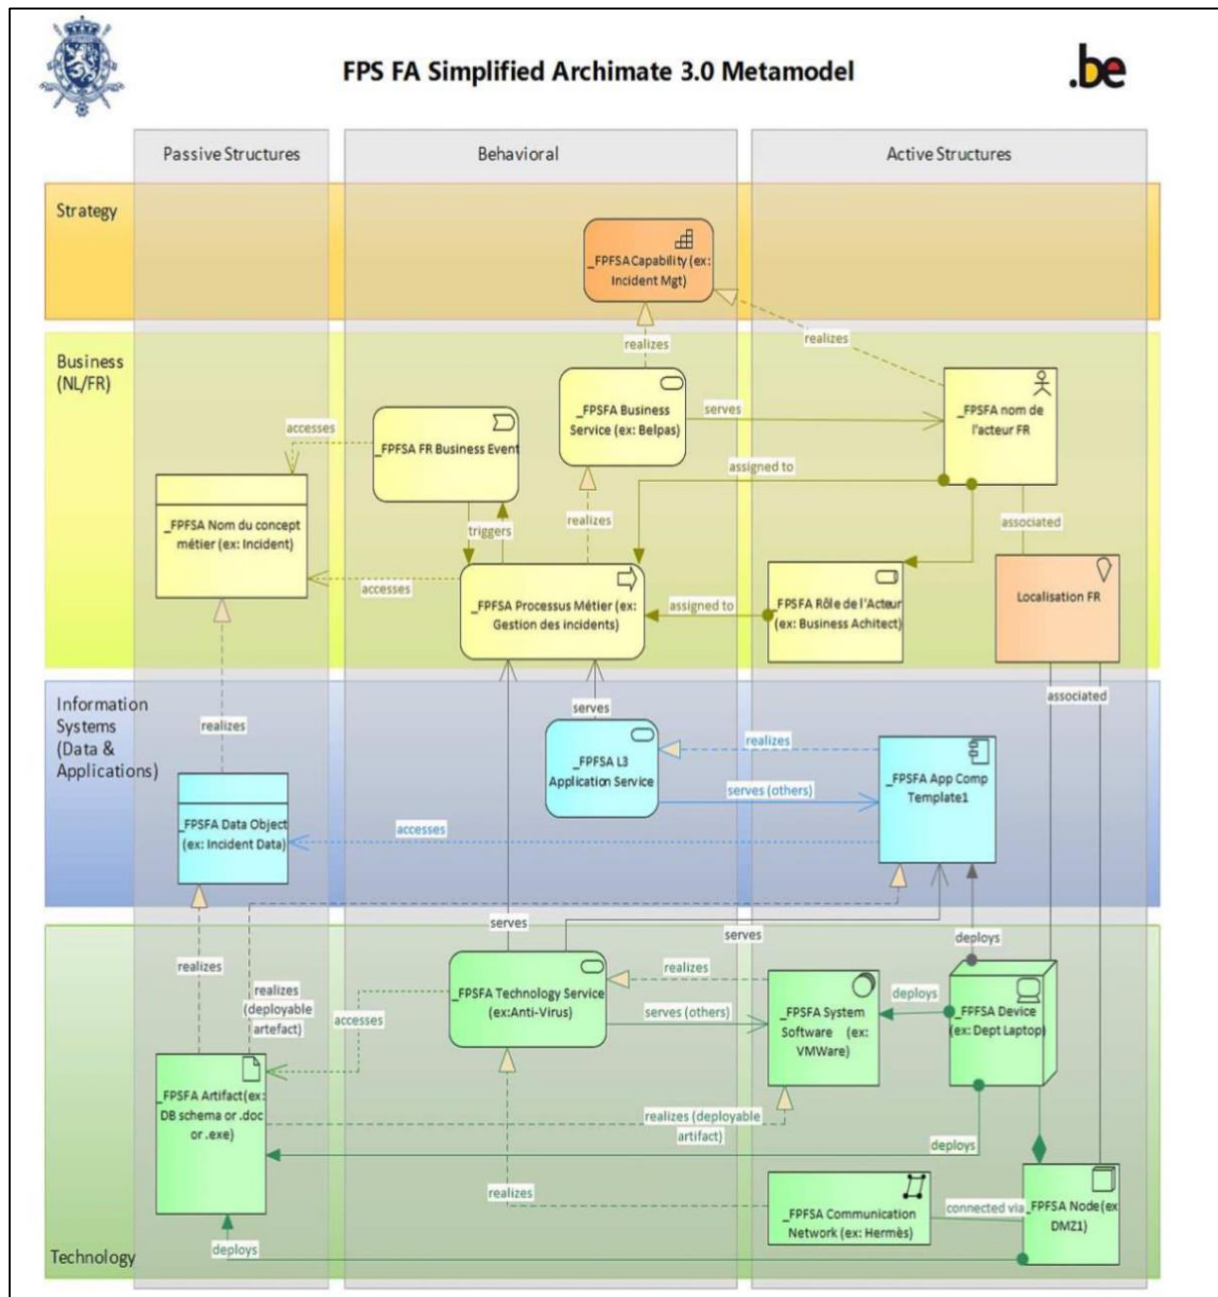 FPS FA Simplified Archimate 3.0 Metamodel
.be
Passive Structures
Behavioral
Active Structures
Strategy
_FPFSA Capability (ex:
Incident Mgt)
realizes
realizes
Business
(NL/FR)
_FPSFA Business
Service (ex: Belpas)
serves
_FPSFA nom de
l'acteur FR
accesses
_FPFSA FR Business Event
assigned to
_FPFSA Nom du concept
métier (ex: Incident)
triggers
realizes
associated
accesses
_FPFSA Processus Métier (ex:
Gestion des incidents)
assigned to
_FPSFA Rôle de l'Acteur
(ex: Business Achitect)
Localisation FR
Information
Systems
(Data &
Applications)
serves
associated
realizes
_FPFSA L3
Application Service
realizes
_FPSFA App Comp
Template1
serves (others)
_FPSFA Data Object
(ex: Incident Data)
accesses
serves
serves
deploys
realizes
realizes
(deployable
artefact)
accesses
_FPSFA Technology Service
(ex:Anti-Virus)
realizes
serves (others)
_FPSFA System
Software (ex:
VMWare)
deploys
_FPFSA Device
(ex: Dept Laptop)
_FPSFA Artifact(ex:
DB schema or .doc
or .exe)
realizes (deployable
artifact)
deploys
realizes
_FPFSA Communication
Network (ex: Hermès)
connected via
_FPFSA Node(ex
DMZ1)
Technology
deploys